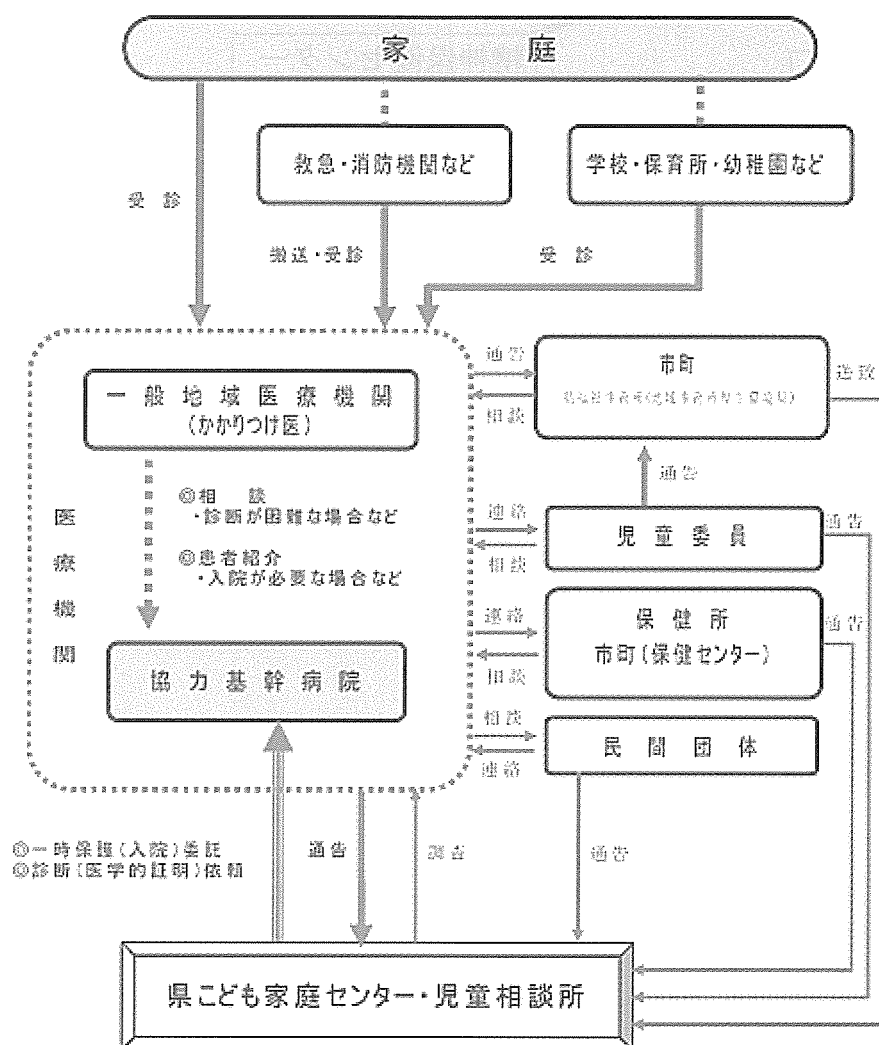 家 庭
救急・消防機関など
学校・保育所・幼稚園など
受 診
搬送・受診
受 診
一 般 地 域 医 療 機 関
(かかりつけ医)
◎相 談
・診断が困難な場合など
◎患者紹介
・入院が必要な場合など
医
療
機
関
協 力 基 幹 病 院
通告
相談
市町
送致
通告
連絡
相談
児 童 委 員
通告
連絡
相談
保 健 所
市町(保健センター)
通告
相談
連絡
民 間 団 体
◎一時保護(入院)委託
◎診断(医学的証明)依頼
通告
調査
通告
県こども家庭センター・児童相談所